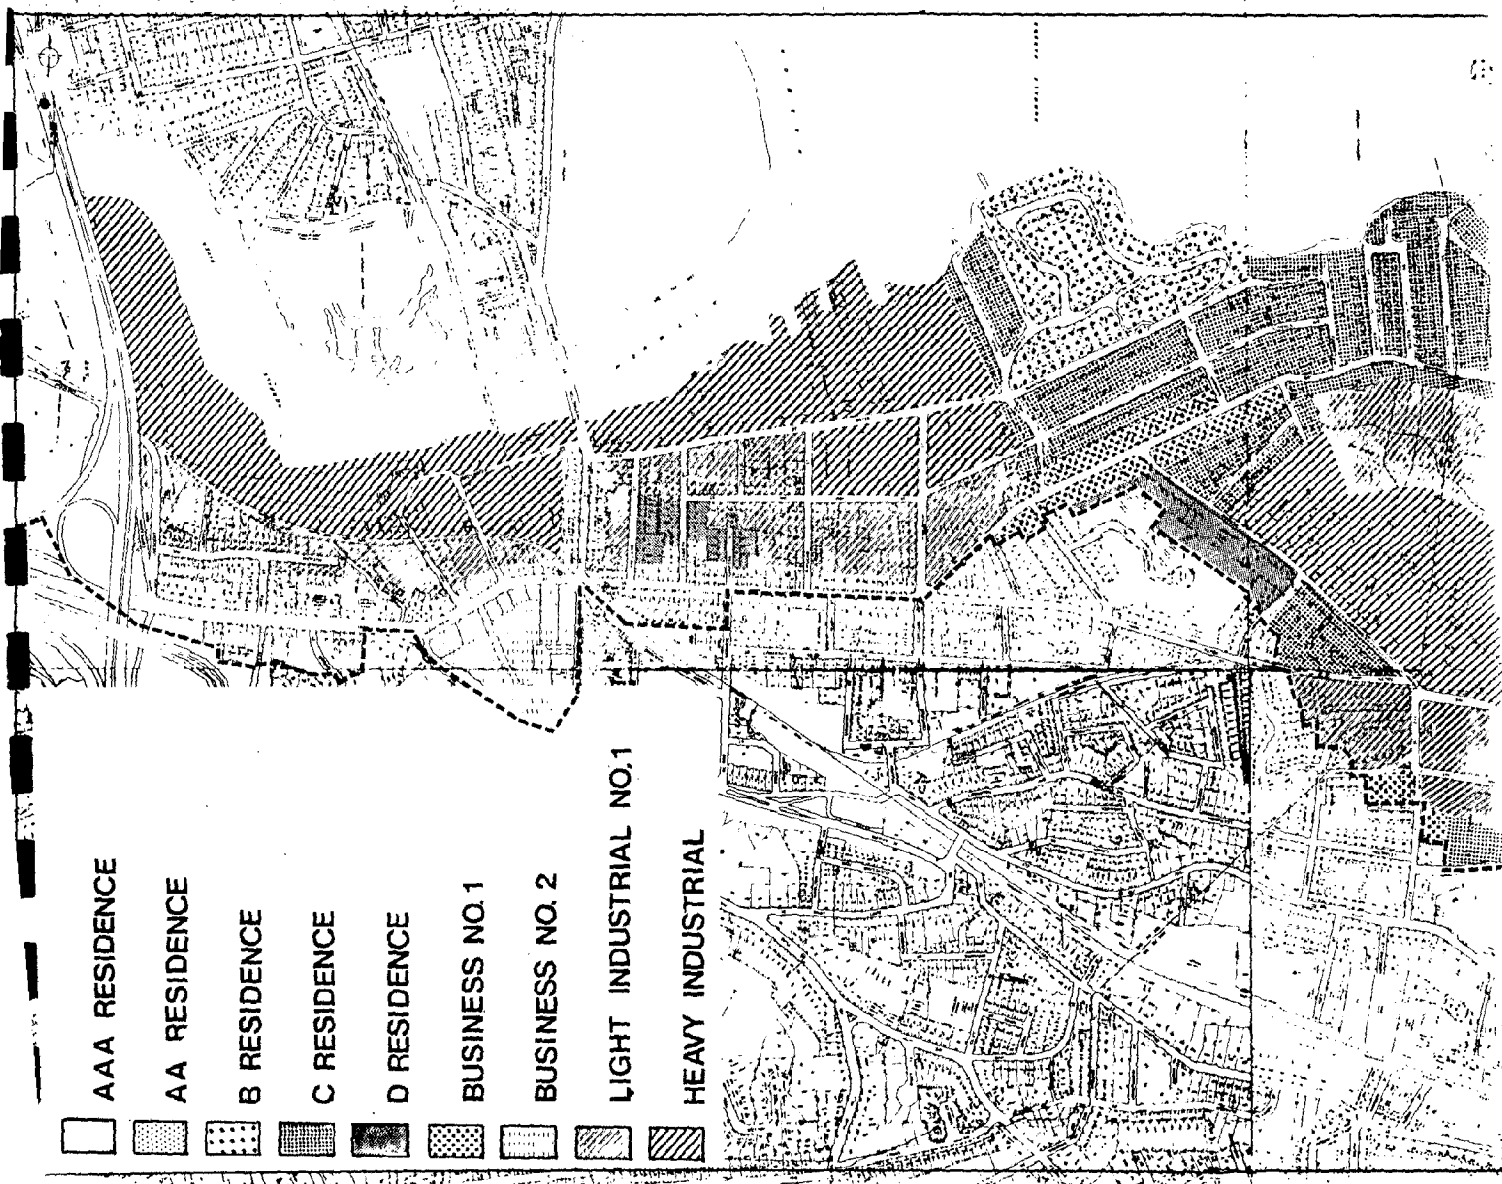 AAA RESIDENCE
AA RESIDENCE
B RESIDENCE
C RESIDENCE
D RESIDENCE
BUSINESS NO.1
BUSINESS NO. 2
LIGHT INDUSTRIAL NO.1
HEAVY INDUSTRIAL